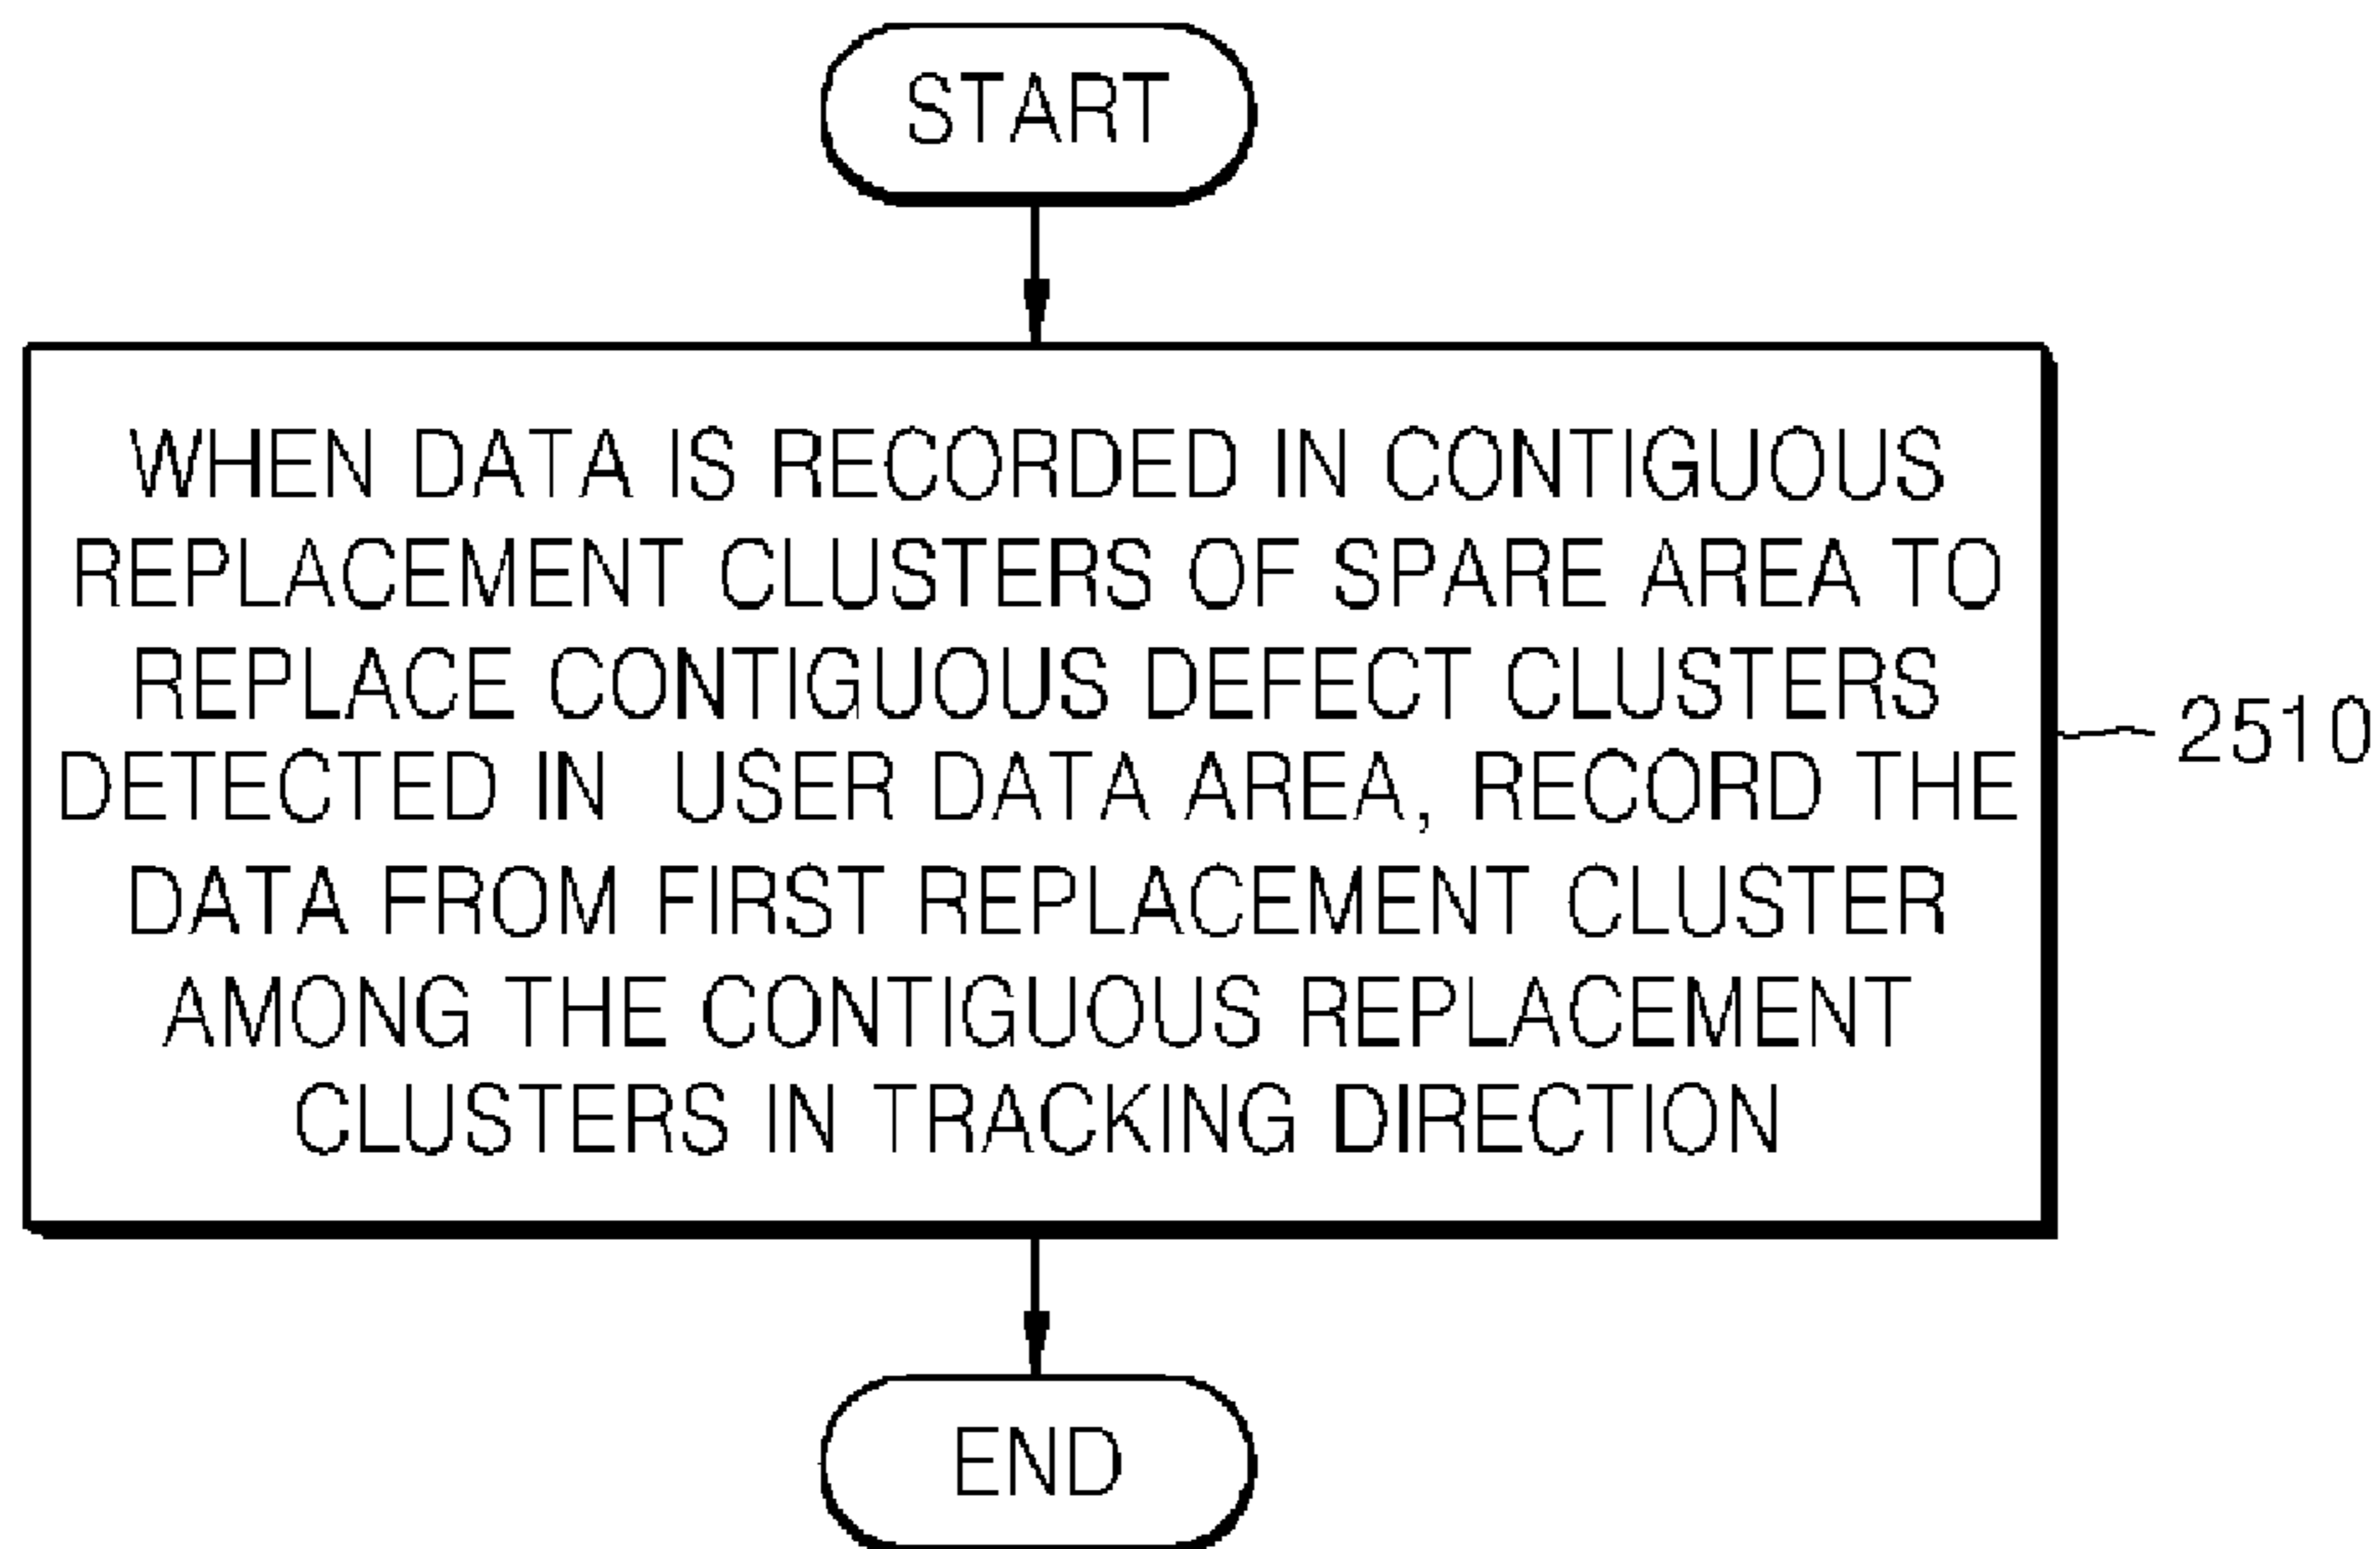 START
WHEN DATA IS RECORDED IN CONTIGUOUS
REPLACEMENT CLUSTERS OF SPARE AREA TO
REPLACE CONTIGUOUS DEFECT CLUSTERS
DETECTED IN USER DATA AREA, RECORD THE
DATA FROM FIRST REPLACEMENT CLUSTER
AMONG THE CONTIGUOUS REPLACEMENT
CLUSTERS IN TRACKING DIRECTION
2510
END